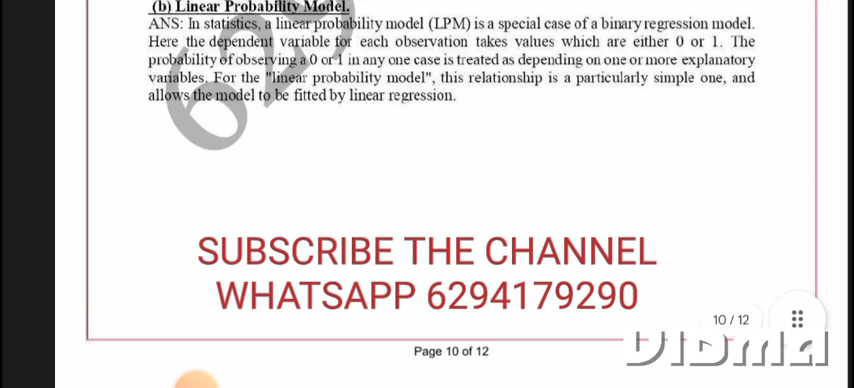 (b) Linear Probability Model.
ANS: In statistics, a linear probability model (LPM) is a special case of a binary regression model.
Here the dependent variable for each observation takes values which are either 0 or 1. The
probability of observing a 0 or 1 in any one case is treated as depending on one or more explanatory
variables. For the "linear probability model", this relationship is a particularly simple one, and
allows the model to be fitted by linear regression.
629
SUBSCRIBE THE CHANNEL
WHATSAPP 6294179290
10 / 12
Page 10 of 12